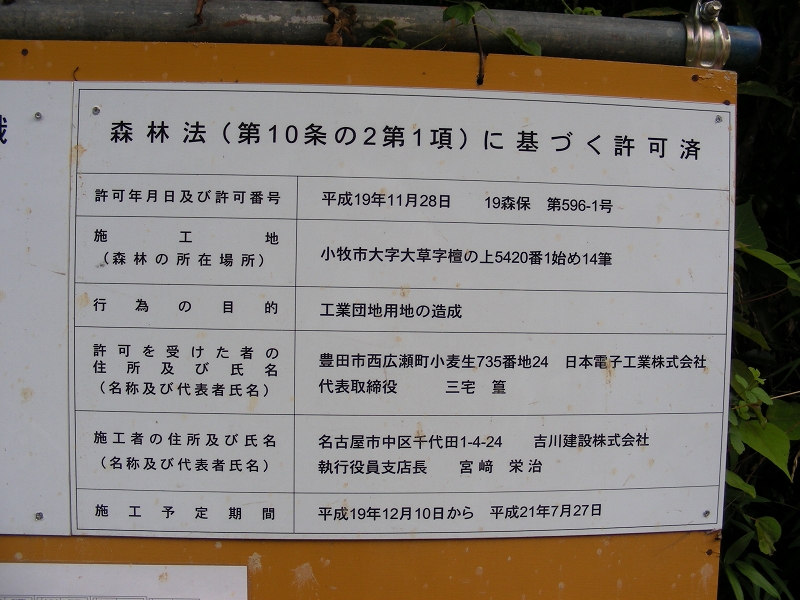 森林法(第10条の2第1項)に基づく許可済
許可年月日及び許可番号 平成19年11月28日 19森保 第596-1号
施工地
(森林の所在場所) 小牧市大字大草字檀の上5420番1始め14筆
行為の目的 工業団地用地の造成
許可を受けた者の
住所及び氏名
(名称及び代表者氏名)
豊田市西広瀬町小麦生735番地24 日本電子工業株式会社
代表取締役 三宅 篁
施工者の住所及び氏名
(名称及び代表者氏名)
名古屋市中区千代田1-4-24 吉川建設株式会社
執行役員支店長 宮﨑 栄治
施工予定期間 平成19年12月10日から 平成21年7月27日